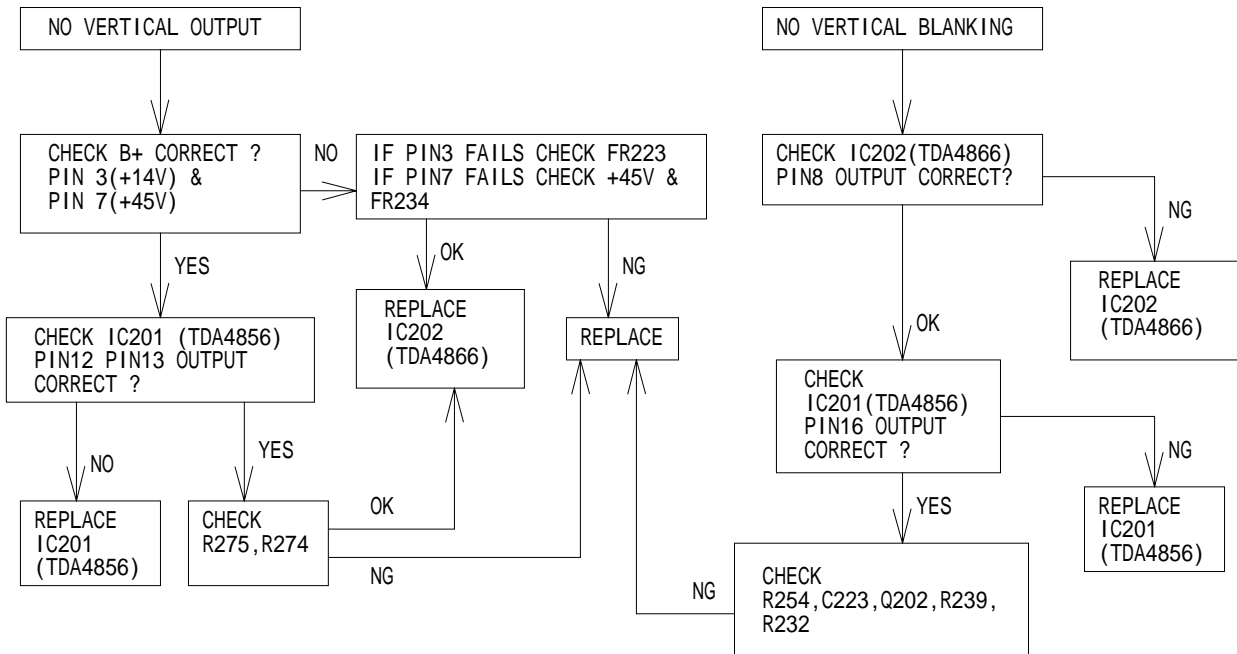 NO VERTICAL OUTPUT
CHECK B+ CORRECT ?
PIN 3(+14V) &
PIN 7(+45V)
NO
IF PIN3 FAILS CHECK FR223
IF PIN7 FAILS CHECK +45V &
FR234
YES
OK
NG
CHECK IC201 (TDA4856)
PIN12 PIN13 OUTPUT
CORRECT ?
REPLACE
IC202
(TDA4866)
REPLACE
NO
YES
REPLACE
IC201
(TDA4856)
CHECK
R275,R274
OK
NG
NO VERTICAL BLANKING
CHECK IC202(TDA4866)
PIN8 OUTPUT CORRECT?
NG
REPLACE
IC202
(TDA4866)
OK
CHECK
IC201(TDA4856)
PIN16 OUTPUT
CORRECT ?
NG
REPLACE
IC201
(TDA4856)
YES
CHECK
R254,C223,Q202,R239,
R232
NG